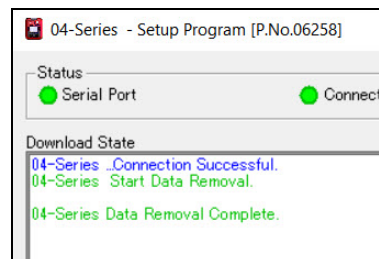 04-Series - Setup Program [P.No.06258]
Status
Serial Port
Connect
Download State
04-Series ...Connection Successful.
04-Series Start Data Removal.
04-Series Data Removal Complete.